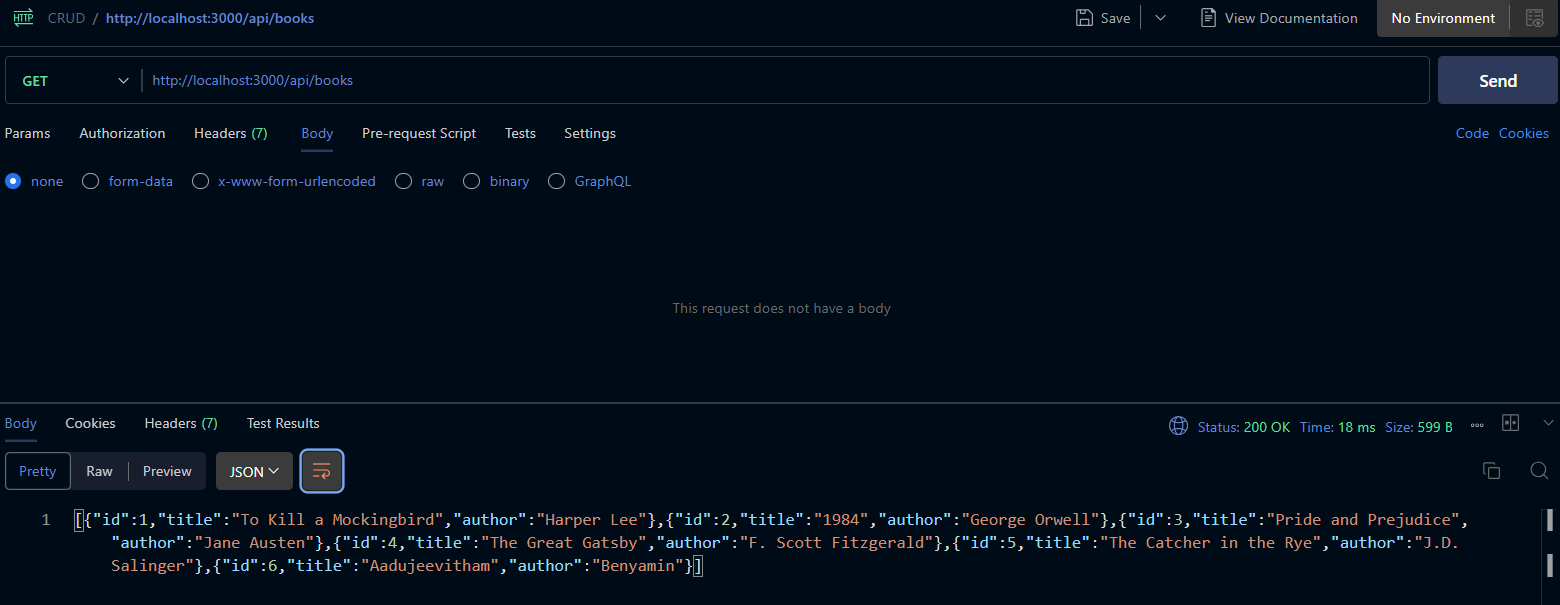 HTTP CRUD / http://localhost:3000/api/books Save View Documentation No Environment
GET http://localhost:3000/api/books Send
Params Authorization Headers (7) Body Pre-request Script Tests Settings Code Cookies
none form-data x-www-form-urlencoded raw binary GraphQL
This request does not have a body
Body Cookies Headers (7) Test Results Status: 200 OK Time: 18 ms Size: 599 B
Pretty Raw Preview JSON
1 [{"id":1,"title":"To Kill a Mockingbird","author":"Harper Lee"},{"id":2,"title":"1984","author":"George Orwell"},{"id":3,"title":"Pride and Prejudice",
"author":"Jane Austen"},{"id":4,"title":"The Great Gatsby","author":"F. Scott Fitzgerald"},{"id":5,"title":"The Catcher in the Rye","author":"J.D.
Salinger"},{"id":6,"title":"Aadujeevitham","author":"Benyamin"}]